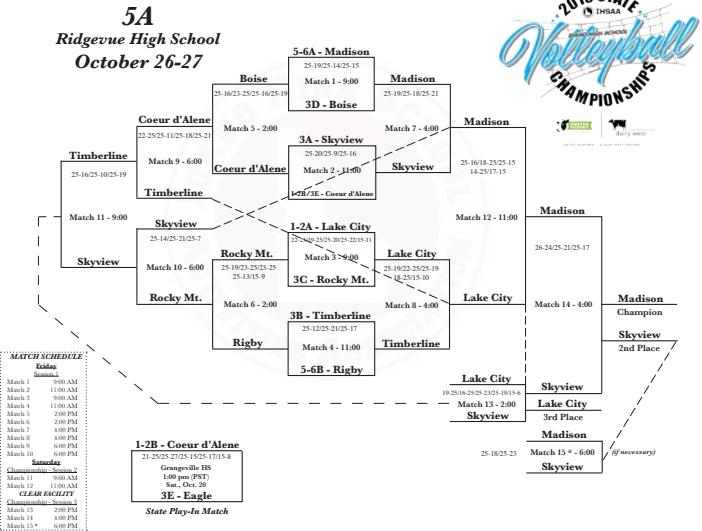 5A
Ridgevue High School
October 26-27
2018 STATE
IHSAA
Volleyball
CHAMPIONSHIPS
dairy west
5-6A - Madison
25-19/25-14/25-15
Match 1 - 9:00
3D - Boise
Boise
25-16/23-25/25-16/25-19
Match 5 - 2:00
Coeur d'Alene
Madison
25-19/25-18/25-21
Match 7 - 4:00
Skyview
3A - Skyview
25-20/25-9/25-16
Match 2 - 11:00
1-2B/3E - Coeur d'Alene
Coeur d'Alene
22-25/25-11/25-18/25-21
Match 9 - 6:00
Timberline
Timberline
25-16/25-10/25-19
Match 11 - 9:00
Skyview
Skyview
25-14/25-21/25-7
Match 10 - 6:00
Rocky Mt.
Madison
25-16/18-25/25-15
14-25/17-15
Match 12 - 11:00
Lake City
Madison
26-24/25-21/25-17
Match 14 - 4:00
Skyview
1-2A - Lake City
22-25/19-25/25-20/25-22/15-11
Match 3 - 9:00
3C - Rocky Mt.
Rocky Mt.
25-19/23-25/23-25
25-13/15-9
Match 6 - 2:00
Rigby
Lake City
25-19/22-25/25-19
18-25/15-10
Match 8 - 4:00
Timberline
3B - Timberline
25-12/25-21/25-17
Match 4 - 11:00
5-6B - Rigby
Madison
Champion
Skyview
2nd Place
Lake City
19-25/16-25/25-23/25-19/15-6
Match 13 - 2:00
Skyview
Lake City
3rd Place
Madison
25-18/25-23
Match 15 * - 6:00
(if necessary)
Skyview
MATCH SCHEDULE
Friday
Session 1
Match 1 9:00 AM
Match 2 11:00 AM
Match 3 9:00 AM
Match 4 11:00 AM
Match 5 2:00 PM
Match 6 2:00 PM
Match 7 4:00 PM
Match 8 4:00 PM
Match 9 6:00 PM
Match 10 6:00 PM
Saturday
Championship - Session 2
Match 11 9:00 AM
Match 12 11:00 AM
CLEAR FACILITY
Championship - Session 3
Match 13 2:00 PM
Match 14 4:00 PM
Match 15 * 6:00 PM
1-2B - Coeur d'Alene
21-25/25-27/25-15/25-17/15-8
Grangeville HS
1:00 pm (PST)
Sat., Oct. 20
3E - Eagle
State Play-In Match